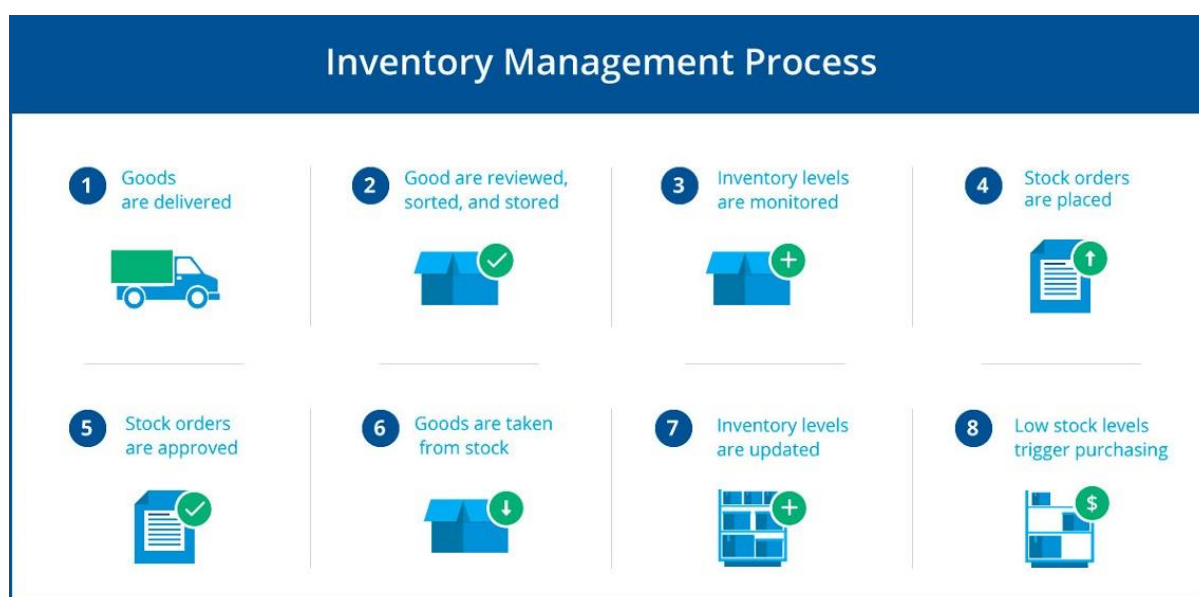 Inventory Management Process
1 Goods
are delivered
2 Good are reviewed,
sorted, and stored
3 Inventory levels
are monitored
4 Stock orders
are placed
5 Stock orders
are approved
6 Goods are taken
from stock
7 Inventory levels
are updated
8 Low stock levels
trigger purchasing
$